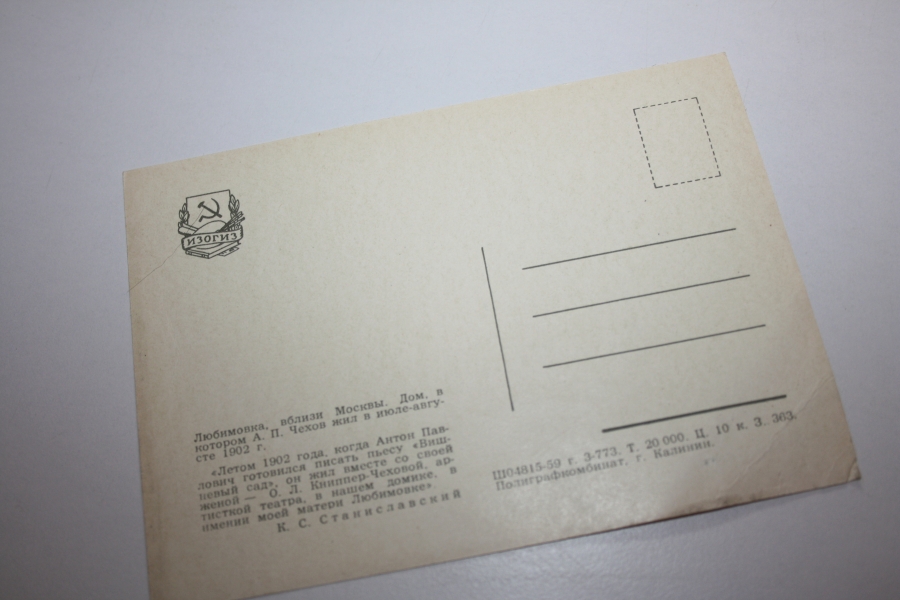 ИЗОГИЗ
Любимовка, вблизи Москвы. Дом, в
котором А. П. Чехов жил в июле-авгу-
сте 1902 г.
«Летом 1902 года, когда Антон Пав-
лович готовился писать пьесу «Виш-
невый сад», он жил вместе со своей
женой — О. Л. Книппер-Чеховой, ар-
тисткой театра, в нашем домике, в
имении моей матери Любимовке».
К. С. Станиславский
Ш04815-59 г. З-773. Т. 20 000. Ц. 10 к. З. 363.
Полиграфкомбинат, г. Калинин.